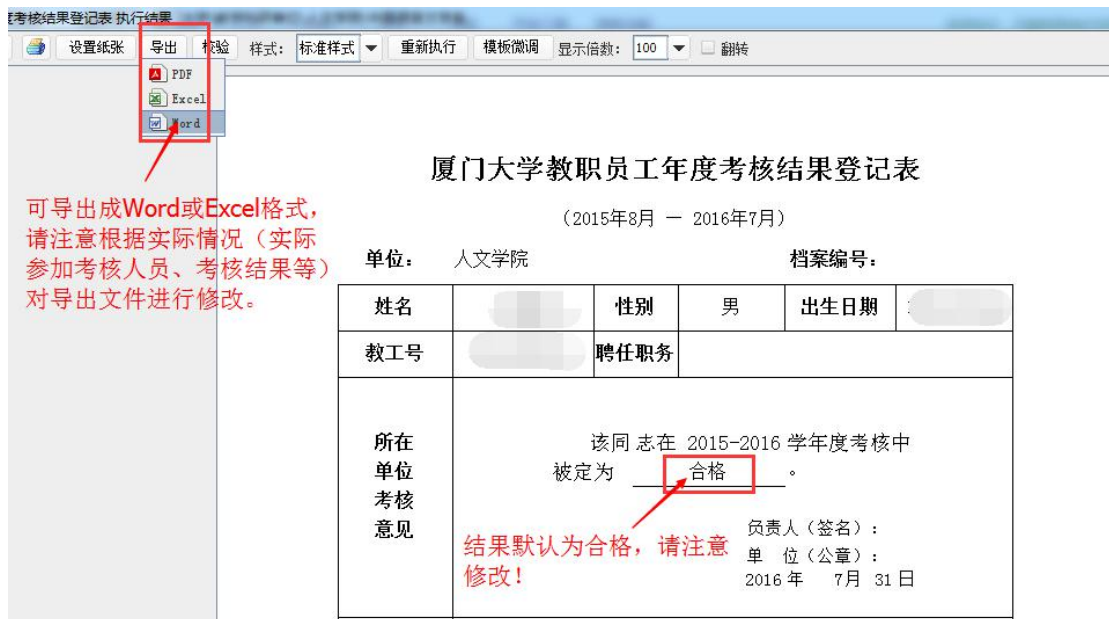 度考核结果登记表 执行结果
设置纸张 导出 校验 样式: 标准样式 重新执行 模板微调 显示倍数: 100 翻转
PDF
Excel
Word
可导出成Word或Excel格式，
请注意根据实际情况（实际
参加考核人员、考核结果等）
对导出文件进行修改。
厦门大学教职员工年度考核结果登记表
（2015年8月 — 2016年7月）
单位： 人文学院 档案编号：
姓名 性别 男 出生日期
教工号 聘任职务
所在
单位
考核
意见
该同 志在 2015-2016 学年度考核中
被定为 合格 。
结果默认为合格，请注意
修改！
负责人（签名）：
单 位（公章）：
2016 年 7月 31 日